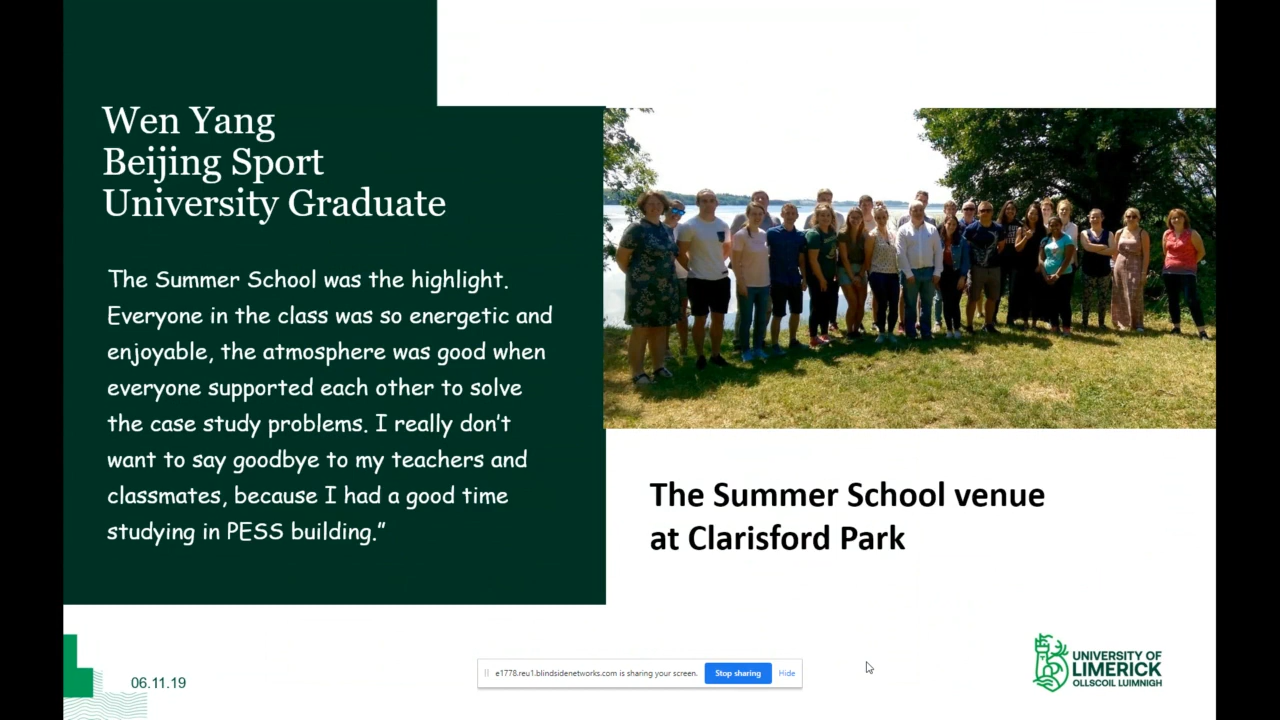 Wen Yang
Beijing Sport
University Graduate
The Summer School was the highlight.
Everyone in the class was so energetic and
enjoyable, the atmosphere was good when
everyone supported each other to solve
the case study problems. I really don’t
want to say goodbye to my teachers and
classmates, because I had a good time
studying in PESS building.”
The Summer School venue
at Clarisford Park
06.11.19
e1778.reu1.blindsidenetworks.com is sharing your screen.
Stop sharing
Hide
UNIVERSITY OF
LIMERICK
OLLSCOIL LUIMNIGH